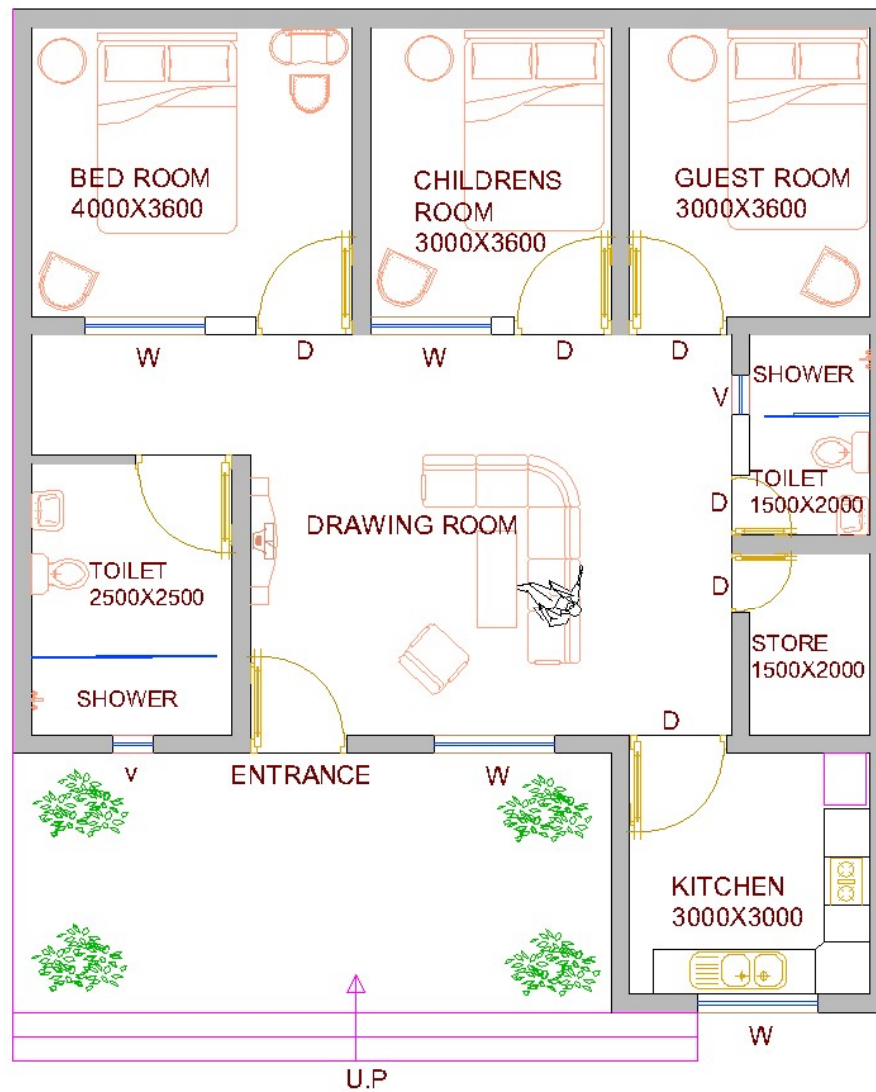 BED ROOM
4000X3600
CHILDRENS
ROOM
3000X3600
GUEST ROOM
3000X3600
W
D
W
D
D
SHOWER
V
TOILET
1500X2000
D
DRAWING ROOM
TOILET
2500X2500
D
STORE
1500X2000
SHOWER
D
v
ENTRANCE
W
KITCHEN
3000X3000
W
U.P